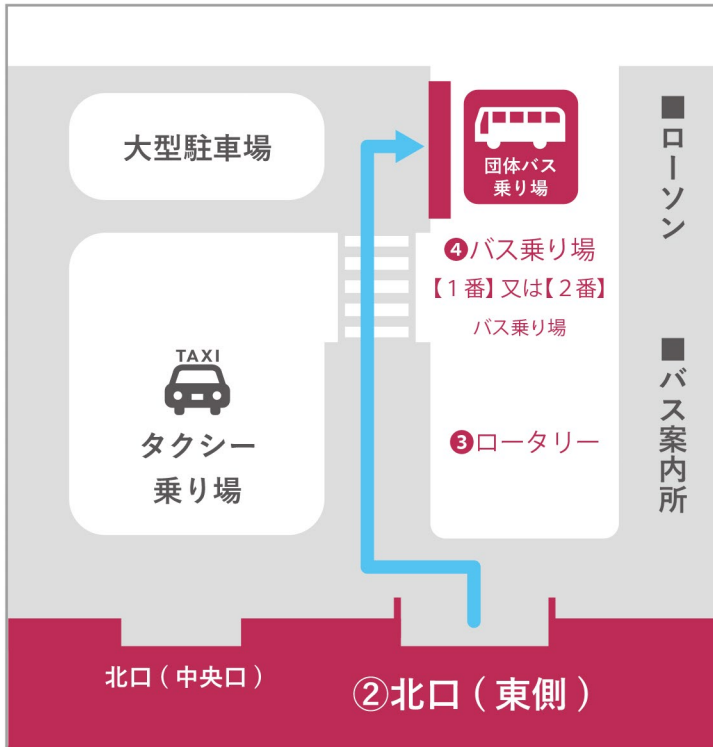 大型駐車場
団体バス
乗り場
■ローソン
❹バス乗り場
【1番】又は【2番】
バス乗り場
TAXI
タクシー
乗り場
❸ロータリー
■バス案内所
北口(中央口)
②北口(東側)